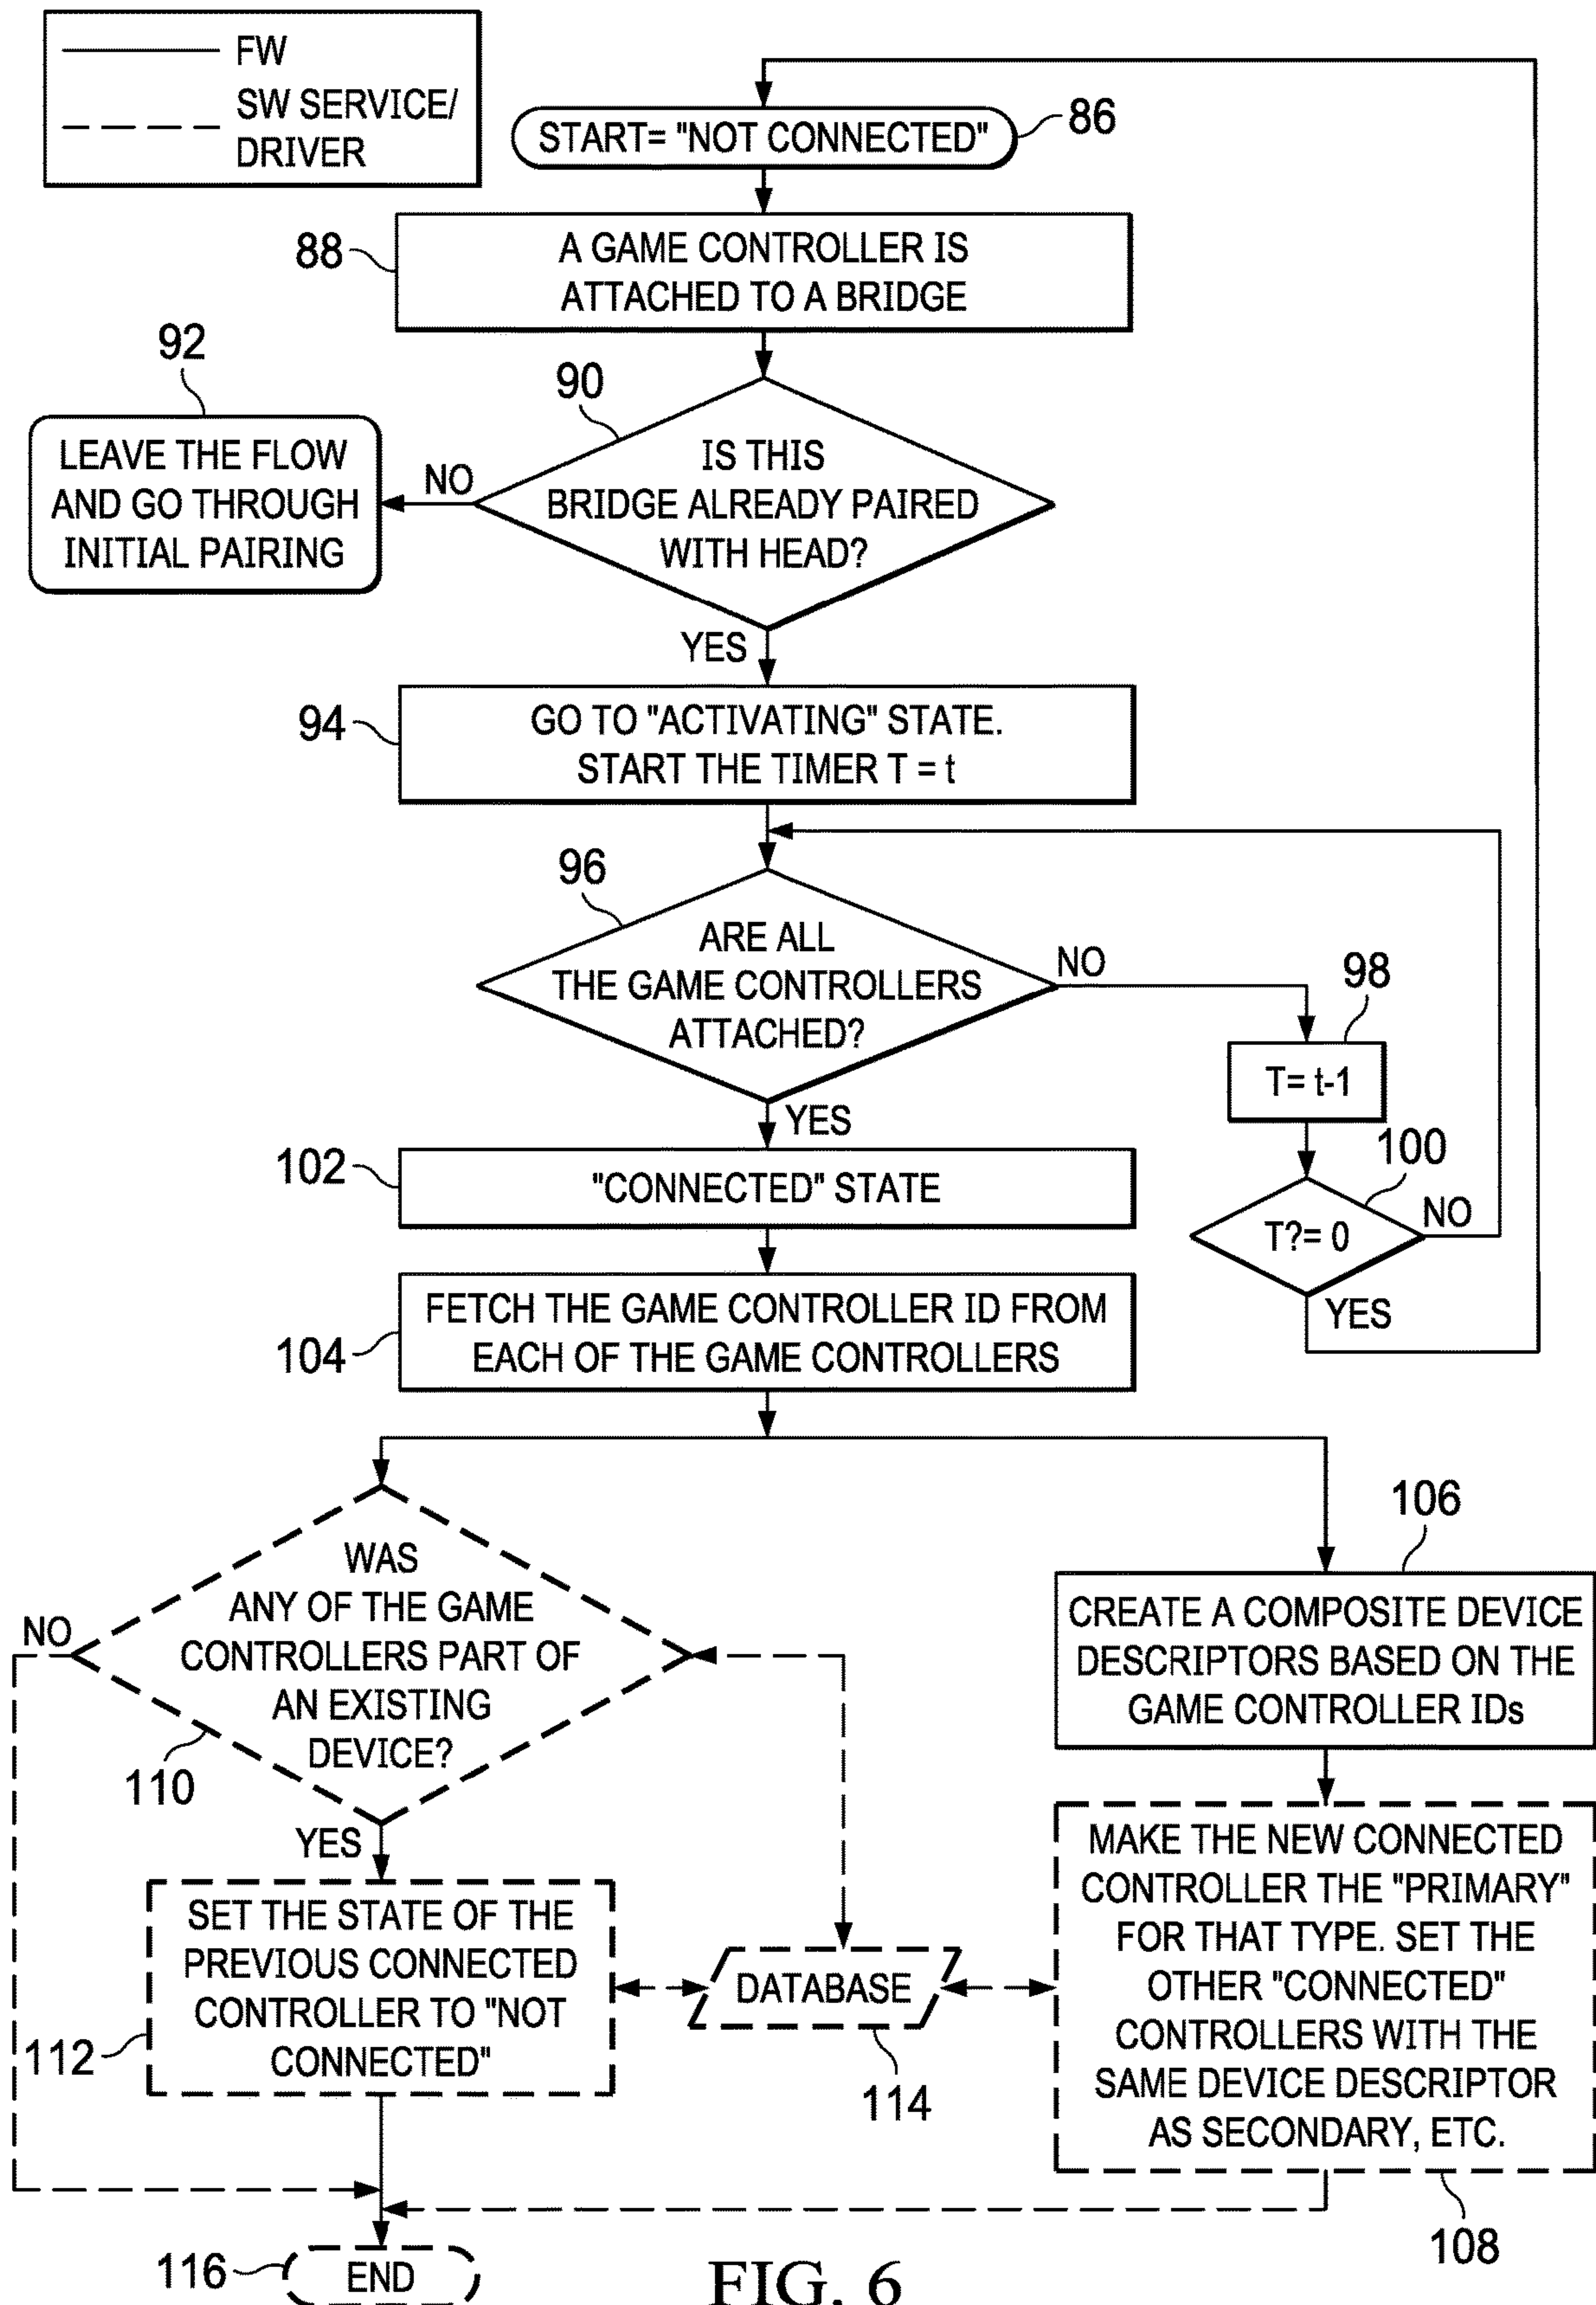 FW
SW SERVICE/
DRIVER
START= "NOT CONNECTED"
86
88
A GAME CONTROLLER IS
ATTACHED TO A BRIDGE
92
90
LEAVE THE FLOW
AND GO THROUGH
INITIAL PAIRING
NO
IS THIS
BRIDGE ALREADY PAIRED
WITH HEAD?
YES
94
GO TO "ACTIVATING" STATE.
START THE TIMER T = t
96
ARE ALL
THE GAME CONTROLLERS
ATTACHED?
NO
98
T= t-1
YES
100
102
"CONNECTED" STATE
T?= 0
NO
YES
104
FETCH THE GAME CONTROLLER ID FROM
EACH OF THE GAME CONTROLLERS
106
WAS
ANY OF THE GAME
CONTROLLERS PART OF
AN EXISTING
DEVICE?
NO
110
YES
CREATE A COMPOSITE DEVICE
DESCRIPTORS BASED ON THE
GAME CONTROLLER IDs
SET THE STATE OF THE
PREVIOUS CONNECTED
CONTROLLER TO "NOT
CONNECTED"
112
DATABASE
114
MAKE THE NEW CONNECTED
CONTROLLER THE "PRIMARY"
FOR THAT TYPE. SET THE
OTHER "CONNECTED"
CONTROLLERS WITH THE
SAME DEVICE DESCRIPTOR
AS SECONDARY, ETC.
108
116
END
FIG. 6